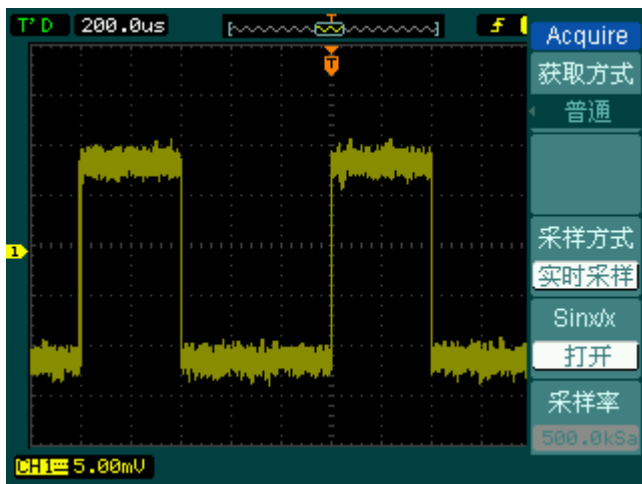 T'D 200.0us
T
T
1
Acquire
获取方式
普通
采样方式
实时采样
Sinx/x
打开
采样率
500.0kSa
CH1 5.00mV